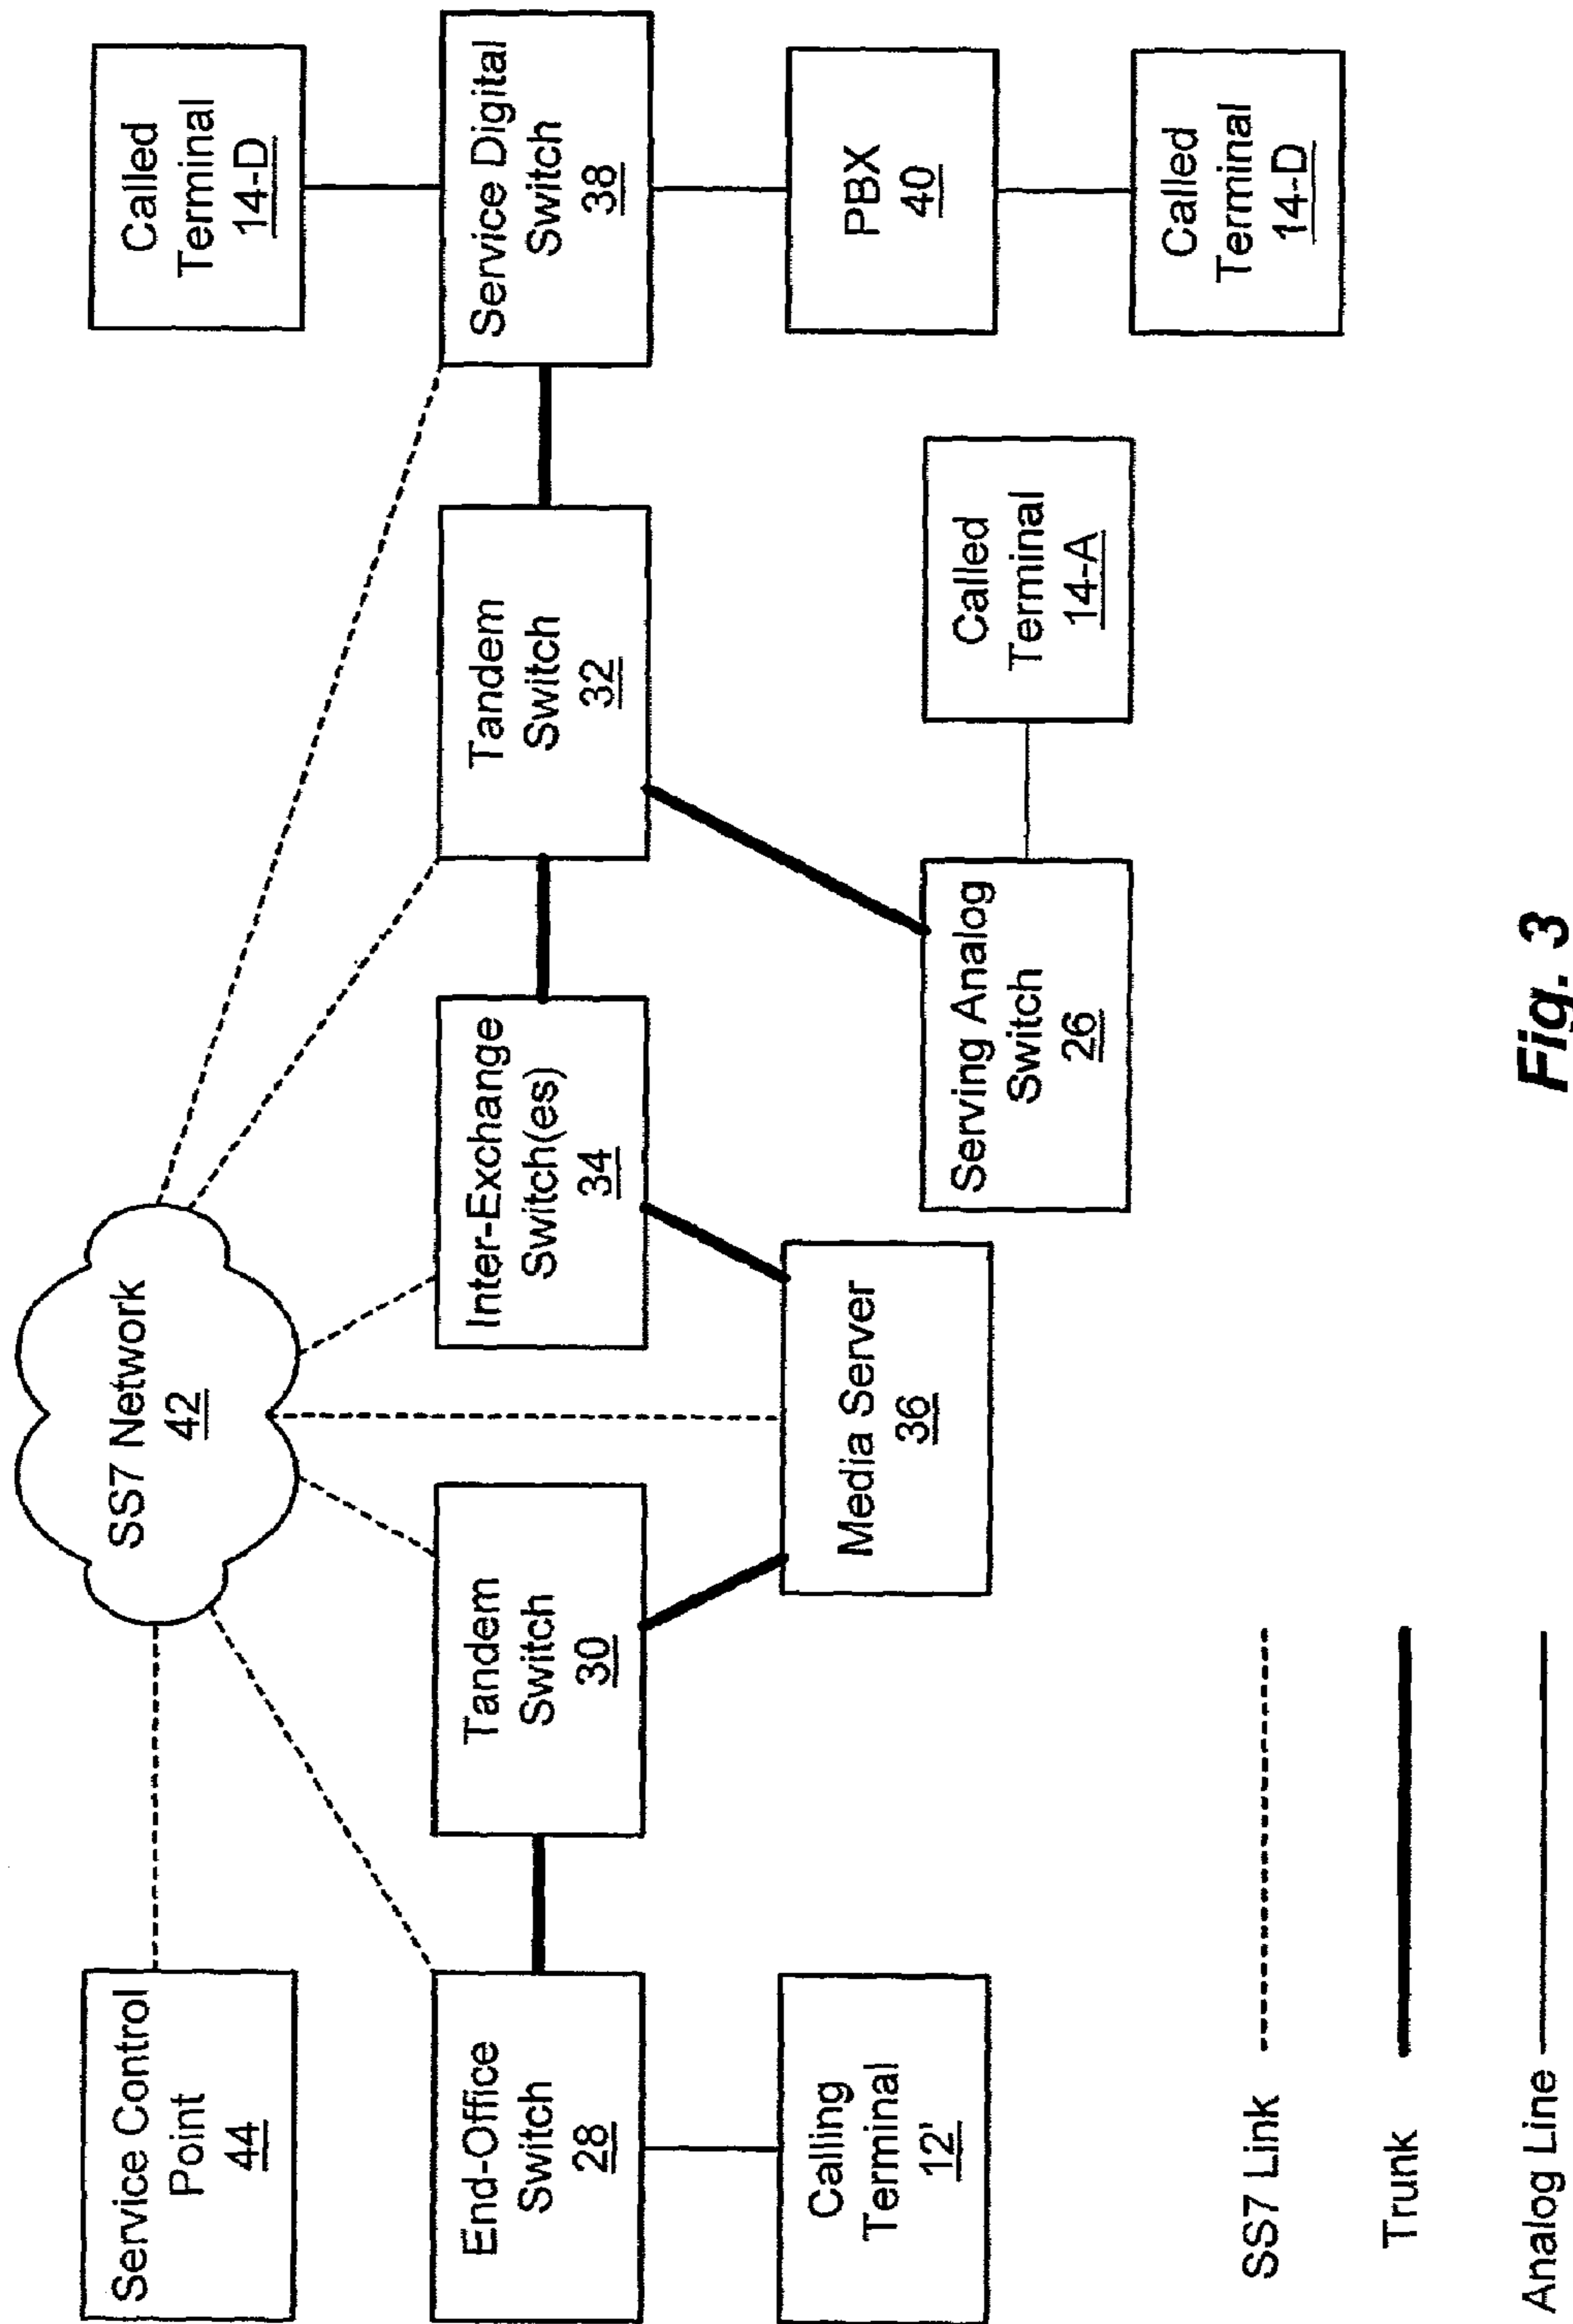 SS7 Network
42
Service Control
Point
44
Called
Terminal
14-D
End-Office
Switch
28
Tandem
Switch
30
Inter-Exchange
Switch(es)
34
Tandem
Switch
32
Service Digital
Switch
38
Calling
Terminal
12'
Media Server
36
Serving Analog
Switch
26
Called
Terminal
14-A
PBX
40
Called
Terminal
14-D
SS7 Link
Trunk
Analog Line
Fig. 3